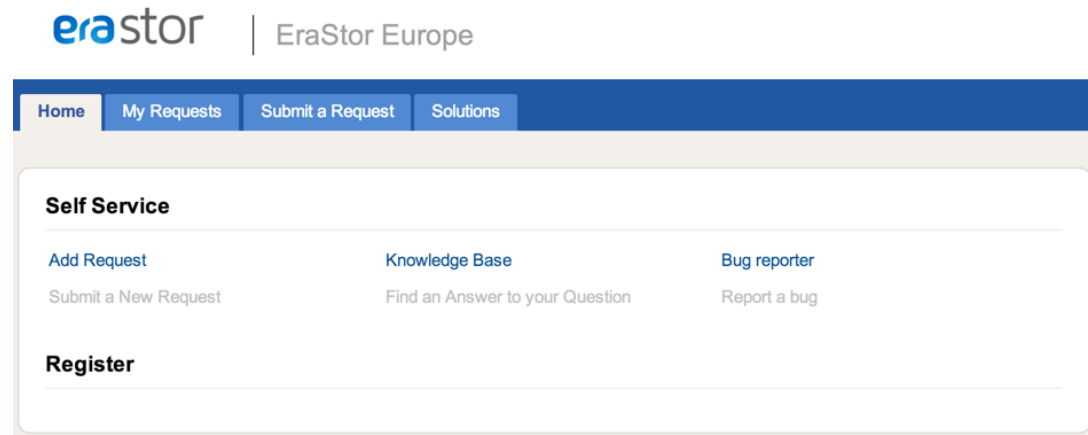 erastor EraStor Europe
Home My Requests Submit a Request Solutions
Self Service
Add Request Knowledge Base Bug reporter
Submit a New Request Find an Answer to your Question Report a bug
Register